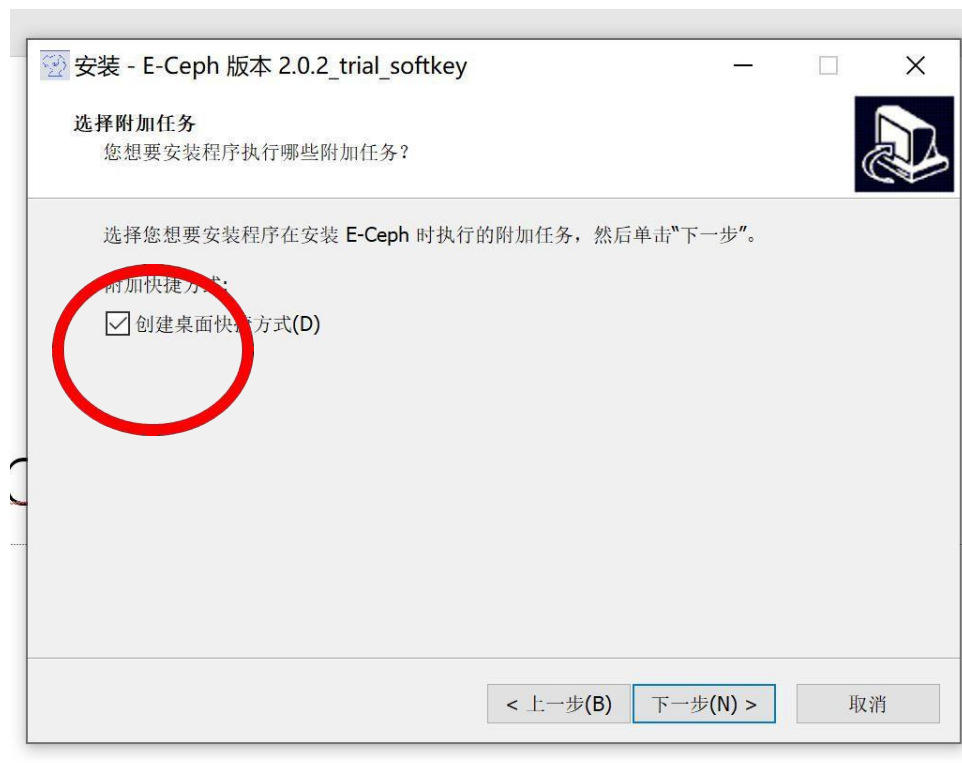 安装 - E-Ceph 版本 2.0.2_trial_softkey
选择附加任务
您想要安装程序执行哪些附加任务？
选择您想要安装程序在安装 E-Ceph 时执行的附加任务，然后单击“下一步”。
附加快捷方式:
创建桌面快捷方式(D)
< 上一步(B)
下一步(N) >
取消